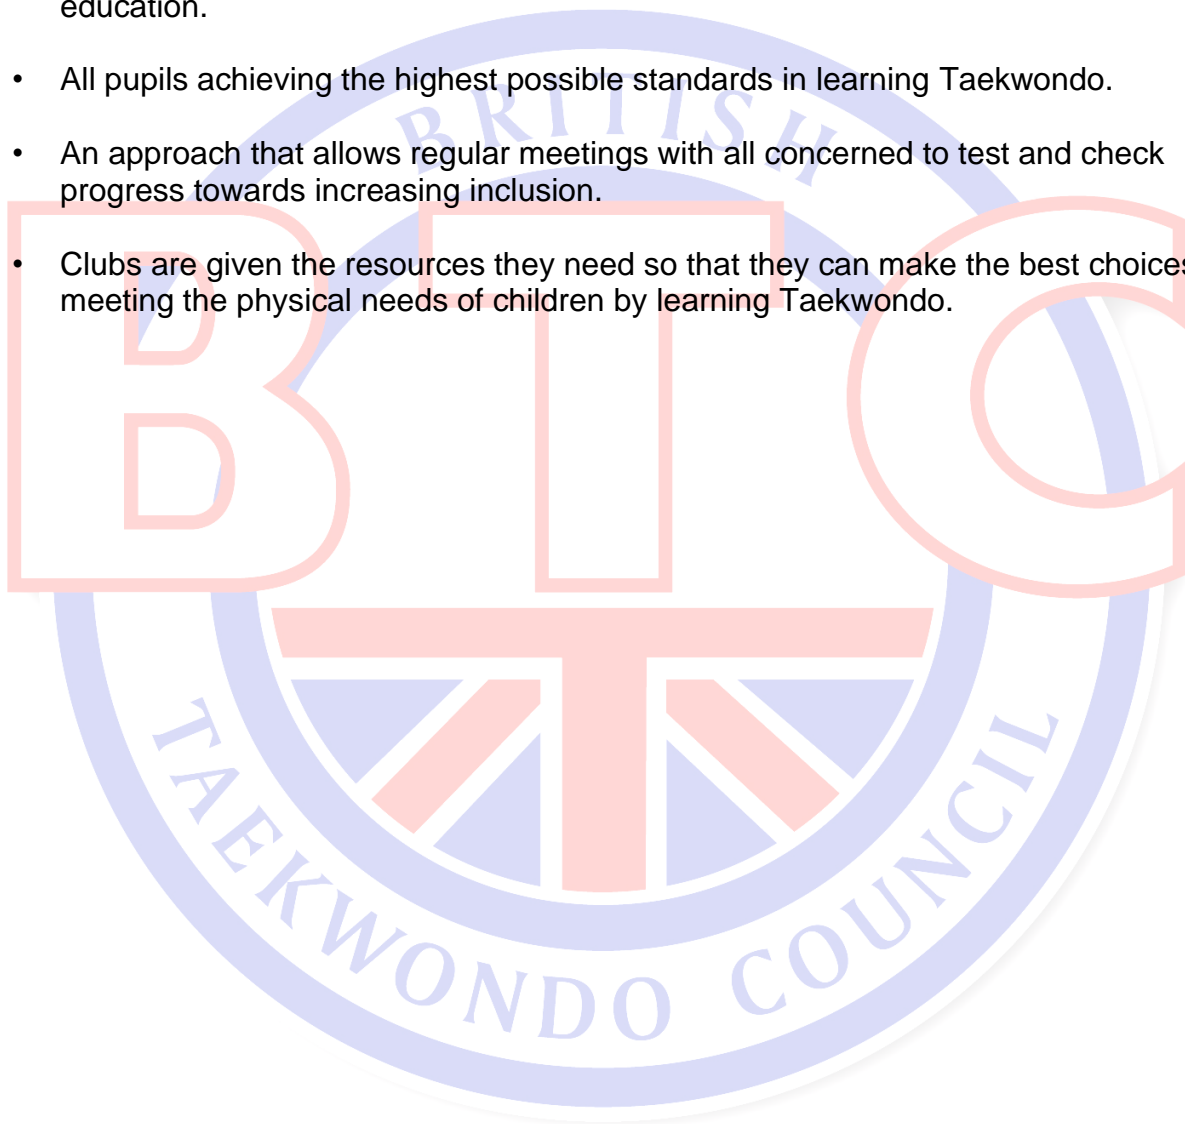 education.
• All pupils achieving the highest possible standards in learning Taekwondo.
• An approach that allows regular meetings with all concerned to test and check
progress towards increasing inclusion.
• Clubs are given the resources they need so that they can make the best choices
meeting the physical needs of children by learning Taekwondo.
BRITISH
BTC
TAEKWONDO COUNCIL